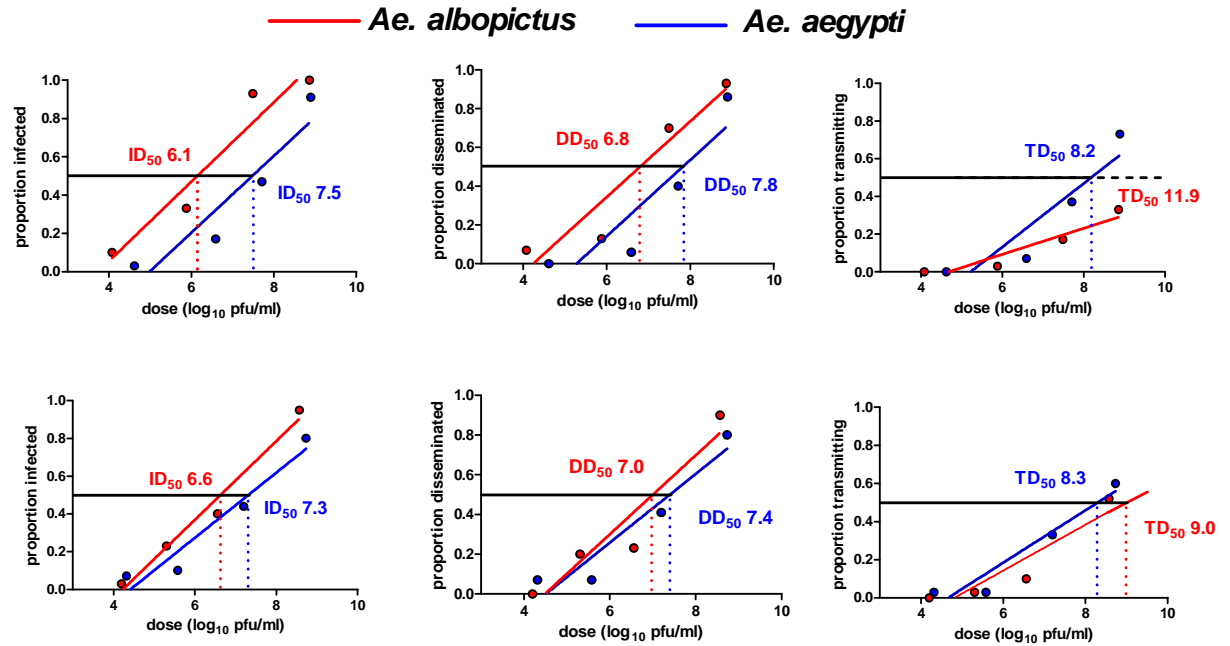 Ae. albopictus Ae. aegypti
proportion infected
1.0
0.8
0.6
0.4
0.2
0.0
ID₅₀ 6.1
ID₅₀ 7.5
4 6 8 10
dose (log₁₀ pfu/ml)
proportion disseminated
1.0
0.8
0.6
0.4
0.2
0.0
DD₅₀ 6.8
DD₅₀ 7.8
4 6 8 10
dose (log₁₀ pfu/ml)
proportion transmitting
1.0
0.8
0.6
0.4
0.2
0.0
TD₅₀ 8.2
TD₅₀ 11.9
4 6 8 10
dose (log₁₀ pfu/ml)
proportion infected
1.0
0.8
0.6
0.4
0.2
0.0
ID₅₀ 6.6
ID₅₀ 7.3
4 6 8 10
dose (log₁₀ pfu/ml)
proportion disseminated
1.0
0.8
0.6
0.4
0.2
0.0
DD₅₀ 7.0
DD₅₀ 7.4
4 6 8 10
dose (log₁₀ pfu/ml)
proportion transmitting
1.0
0.8
0.6
0.4
0.2
0.0
TD₅₀ 8.3
TD₅₀ 9.0
4 6 8 10
dose (log₁₀ pfu/ml)